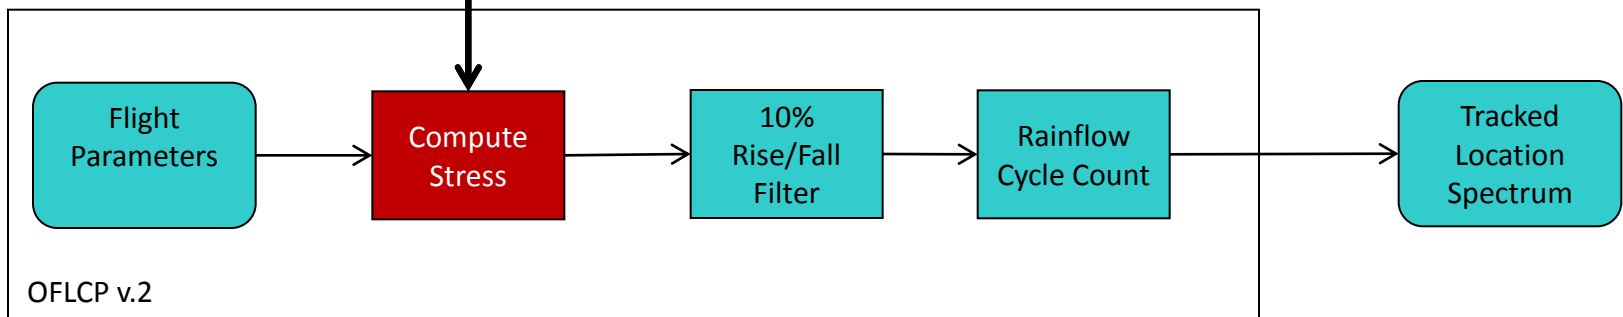 Flight
Parameters
Compute
Stress
10%
Rise/Fall
Filter
Rainflow
Cycle Count
Tracked
Location
Spectrum
OFLCP v.2